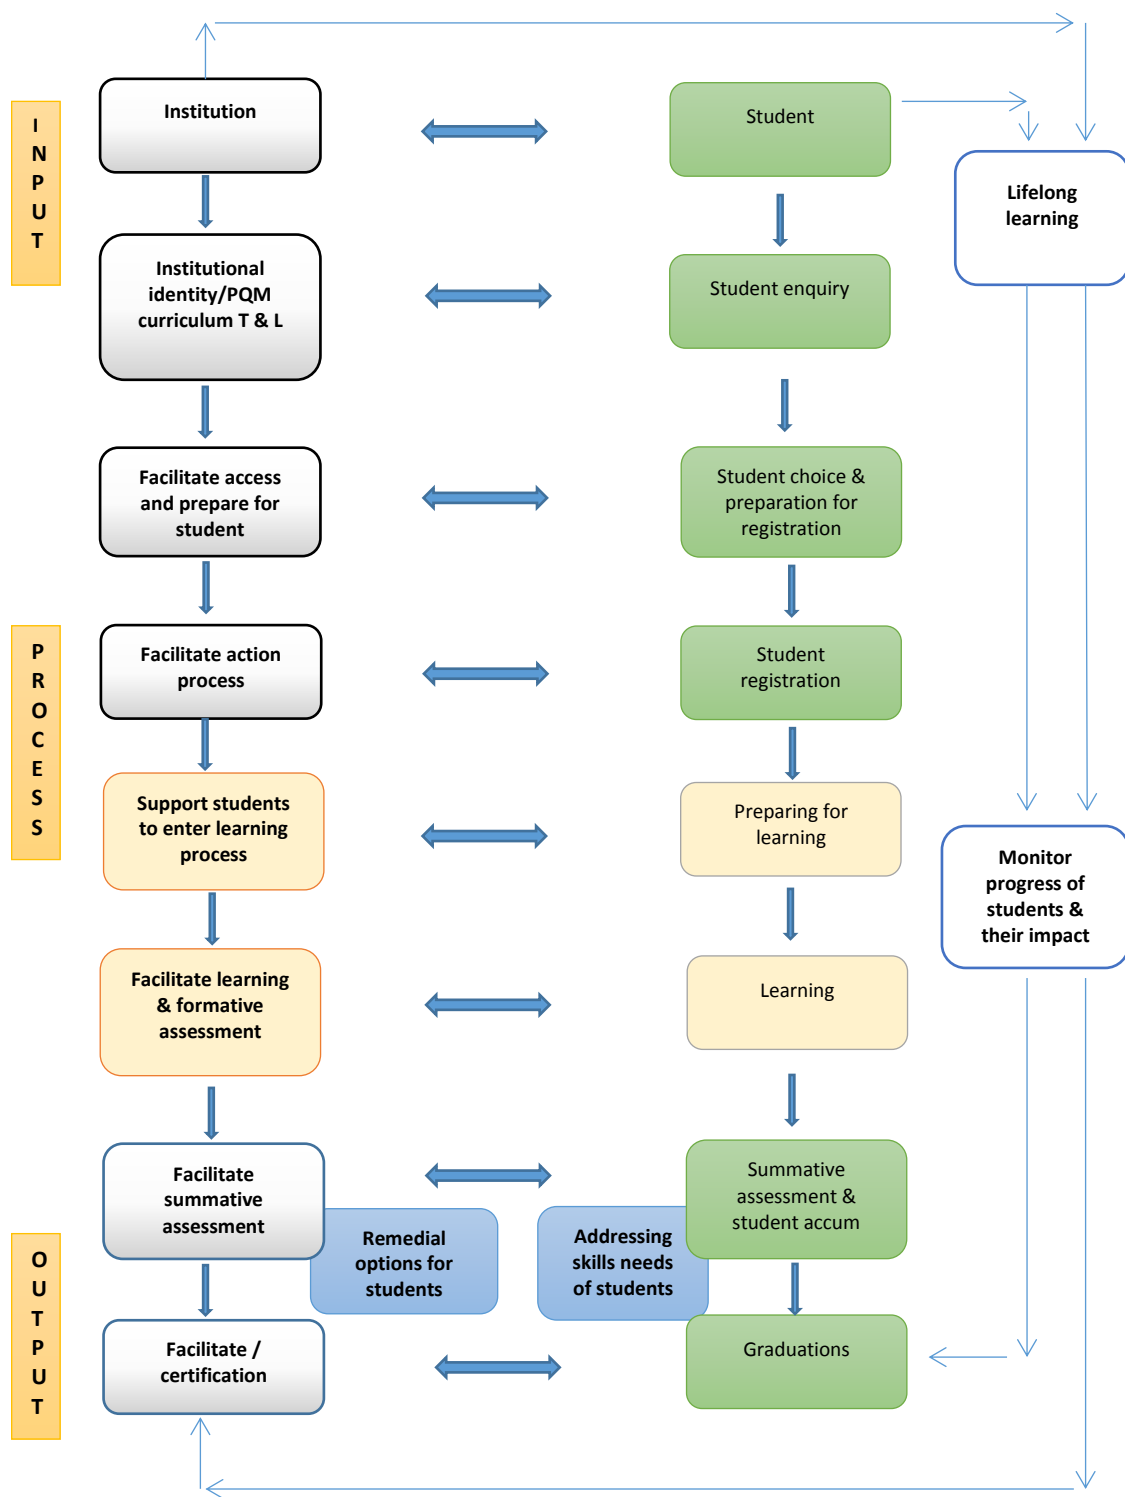 INPUT
Institution
Student
Lifelong
learning
Institutional
identity/PQM
curriculum T & L
Student enquiry
Facilitate access
and prepare for
student
Student choice &
preparation for
registration
PROCESS
Facilitate action
process
Student
registration
Support students
to enter learning
process
Preparing for
learning
Monitor
progress of
students &
their impact
Facilitate learning
& formative
assessment
Learning
Facilitate
summative
assessment
Summative
assessment &
student accum
Remedial
options for
students
Addressing
skills needs
of students
OUTPUT
Facilitate /
certification
Graduations